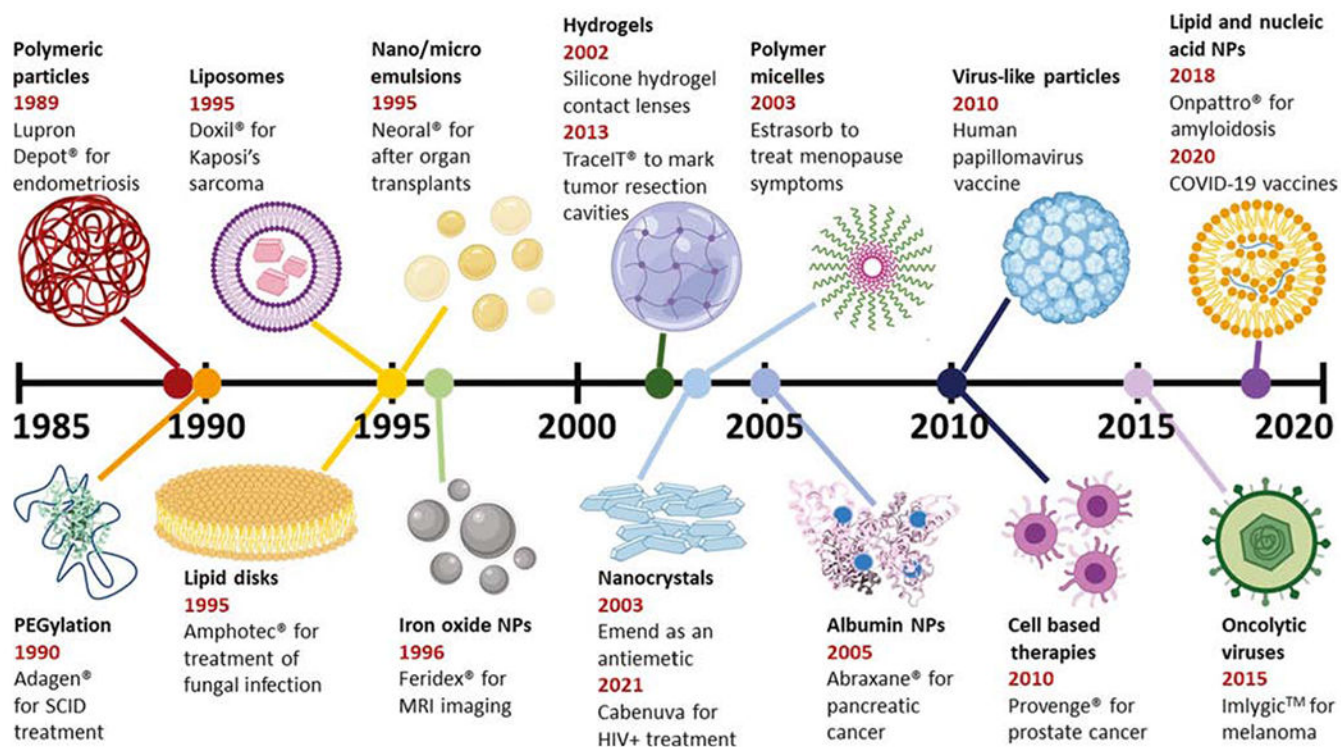 Polymeric
particles
1989
Lupron
Depot® for
endometriosis
Liposomes
1995
Doxil® for
Kaposi's
sarcoma
Nano/micro
emulsions
1995
Neoral® for
after organ
transplants
Hydrogels
2002
Silicone hydrogel
contact lenses
2013
TraceIT® to mark
tumor resection
cavities
Polymer
micelles
2003
Estrasorb to
treat menopause
symptoms
Virus-like particles
2010
Human
papillomavirus
vaccine
Lipid and nucleic
acid NPs
2018
Onpattro® for
amyloidosis
2020
COVID-19 vaccines
1985 1990 1995 2000 2005 2010 2015 2020
PEGylation
1990
Adagen®
for SCID
treatment
Lipid disks
1995
Amphotec® for
treatment of
fungal infection
Iron oxide NPs
1996
Feridex® for
MRI imaging
Nanocrystals
2003
Emend as an
antiemetic
2021
Cabenuva for
HIV+ treatment
Albumin NPs
2005
Abraxane® for
pancreatic
cancer
Cell based
therapies
2010
Provenge® for
prostate cancer
Oncolytic
viruses
2015
Imlygic™ for
melanoma